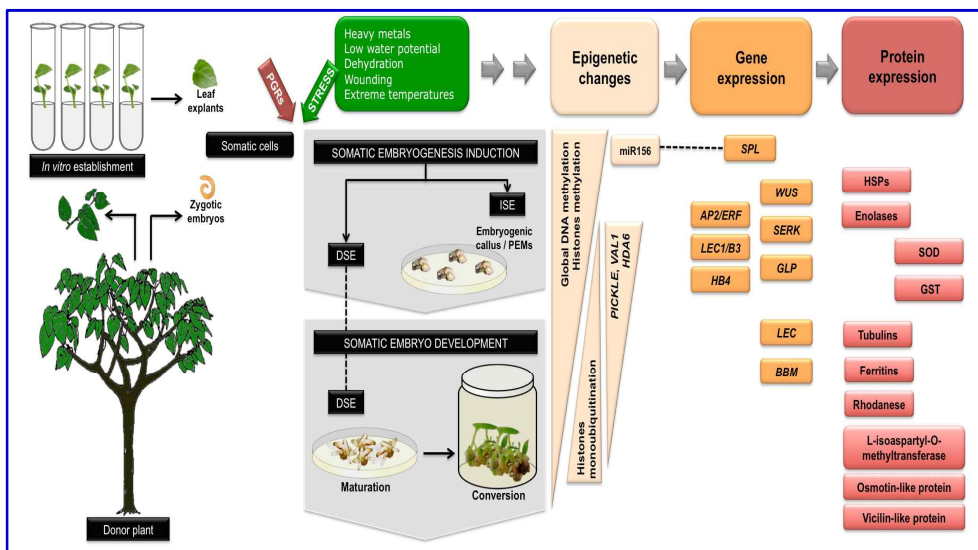 Heavy metals
Low water potential
Dehydration
Wounding
Extreme temperatures
PGRs
STRESS
Epigenetic
changes
Gene
expression
Protein
expression
Leaf
explants
In vitro establishment
Zygotic
embryos
Donor plant
Somatic cells
SOMATIC EMBRYOGENESIS INDUCTION
ISE
DSE
Embryogenic
callus / PEMs
SOMATIC EMBRYO DEVELOPMENT
DSE
Maturation
Conversion
Global DNA methylation
Histones methylation
Histones
monoubiquitination
PICKLE, VAL1
HDA6
miR156
SPL
WUS
AP2/ERF
SERK
LEC1/B3
GLP
HB4
LEC
BBM
HSPs
Enolases
SOD
GST
Tubulins
Ferritins
Rhodanese
L-isoaspartyl-O-
methyltransferase
Osmotin-like protein
Vicilin-like protein